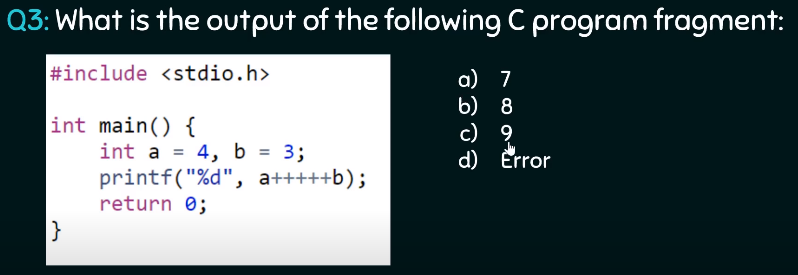 Q3: What is the output of the following C program fragment:
#include <stdio.h>
int main() {
int a = 4, b = 3;
printf("%d", a+++++b);
return 0;
}
a) 7
b) 8
c) 9
d) Error